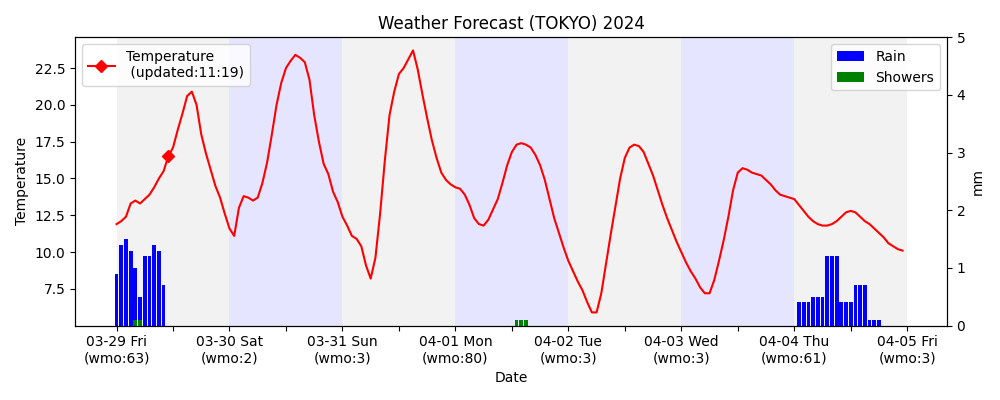 Weather Forecast (TOKYO) 2024
Temperature
(updated:11:19)
Rain
Showers
Temperature
22.5
20.0
17.5
15.0
12.5
10.0
7.5
5
4
3
2
1
0
mm
03-29 Fri
(wmo:63)
03-30 Sat
(wmo:2)
03-31 Sun
(wmo:3)
04-01 Mon
(wmo:80)
04-02 Tue
(wmo:3)
04-03 Wed
(wmo:3)
04-04 Thu
(wmo:61)
04-05 Fri
(wmo:3)
Date